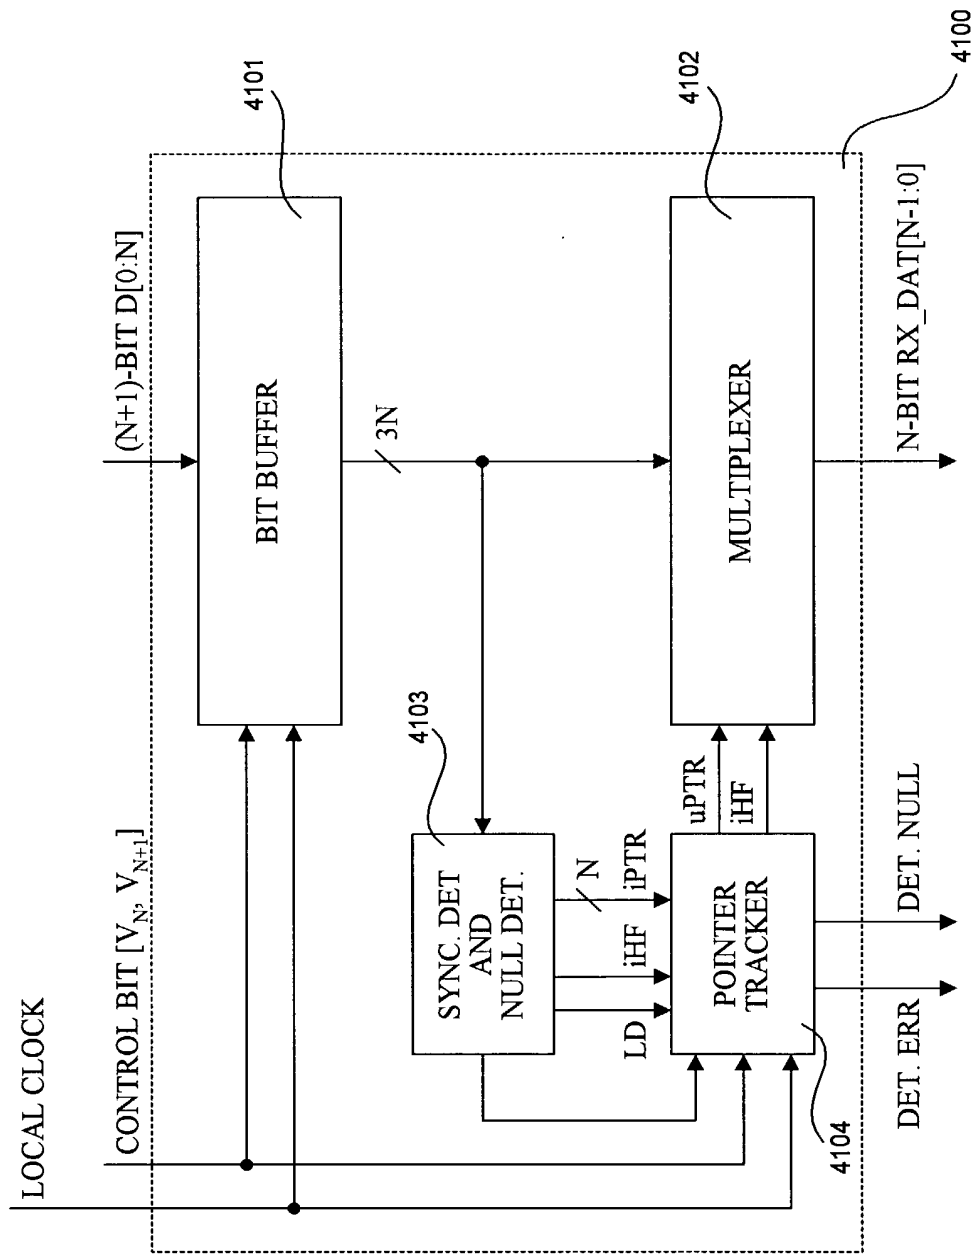 LOCAL CLOCK
CONTROL BIT [V_N, V_{N+1}]
(N+1)-BIT D[0:N]
4101
BIT BUFFER
3N
4103
SYNC. DET
AND
NULL DET.
LD
iHF
N
iPTR
4104
POINTER
TRACKER
uPTR
iHF
4102
MULTIPLEXER
DET. ERR
DET. NULL
N-BIT RX_DAT[N-1:0]
4100